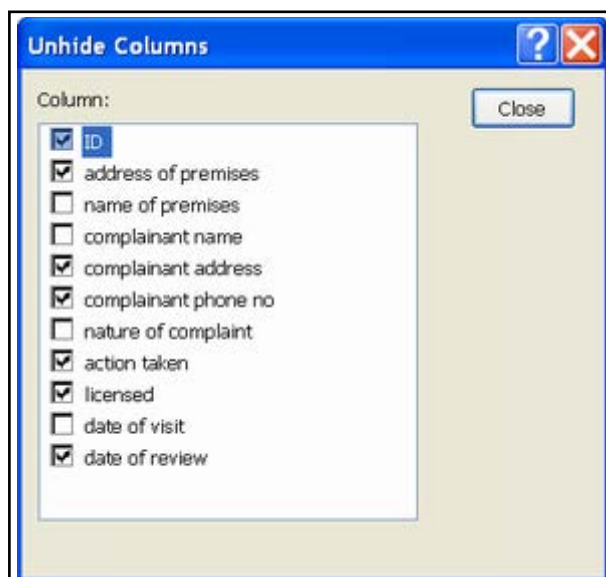 Unhide Columns
?
Column:
Close
ID
address of premises
name of premises
complainant name
complainant address
complainant phone no
nature of complaint
action taken
licensed
date of visit
date of review